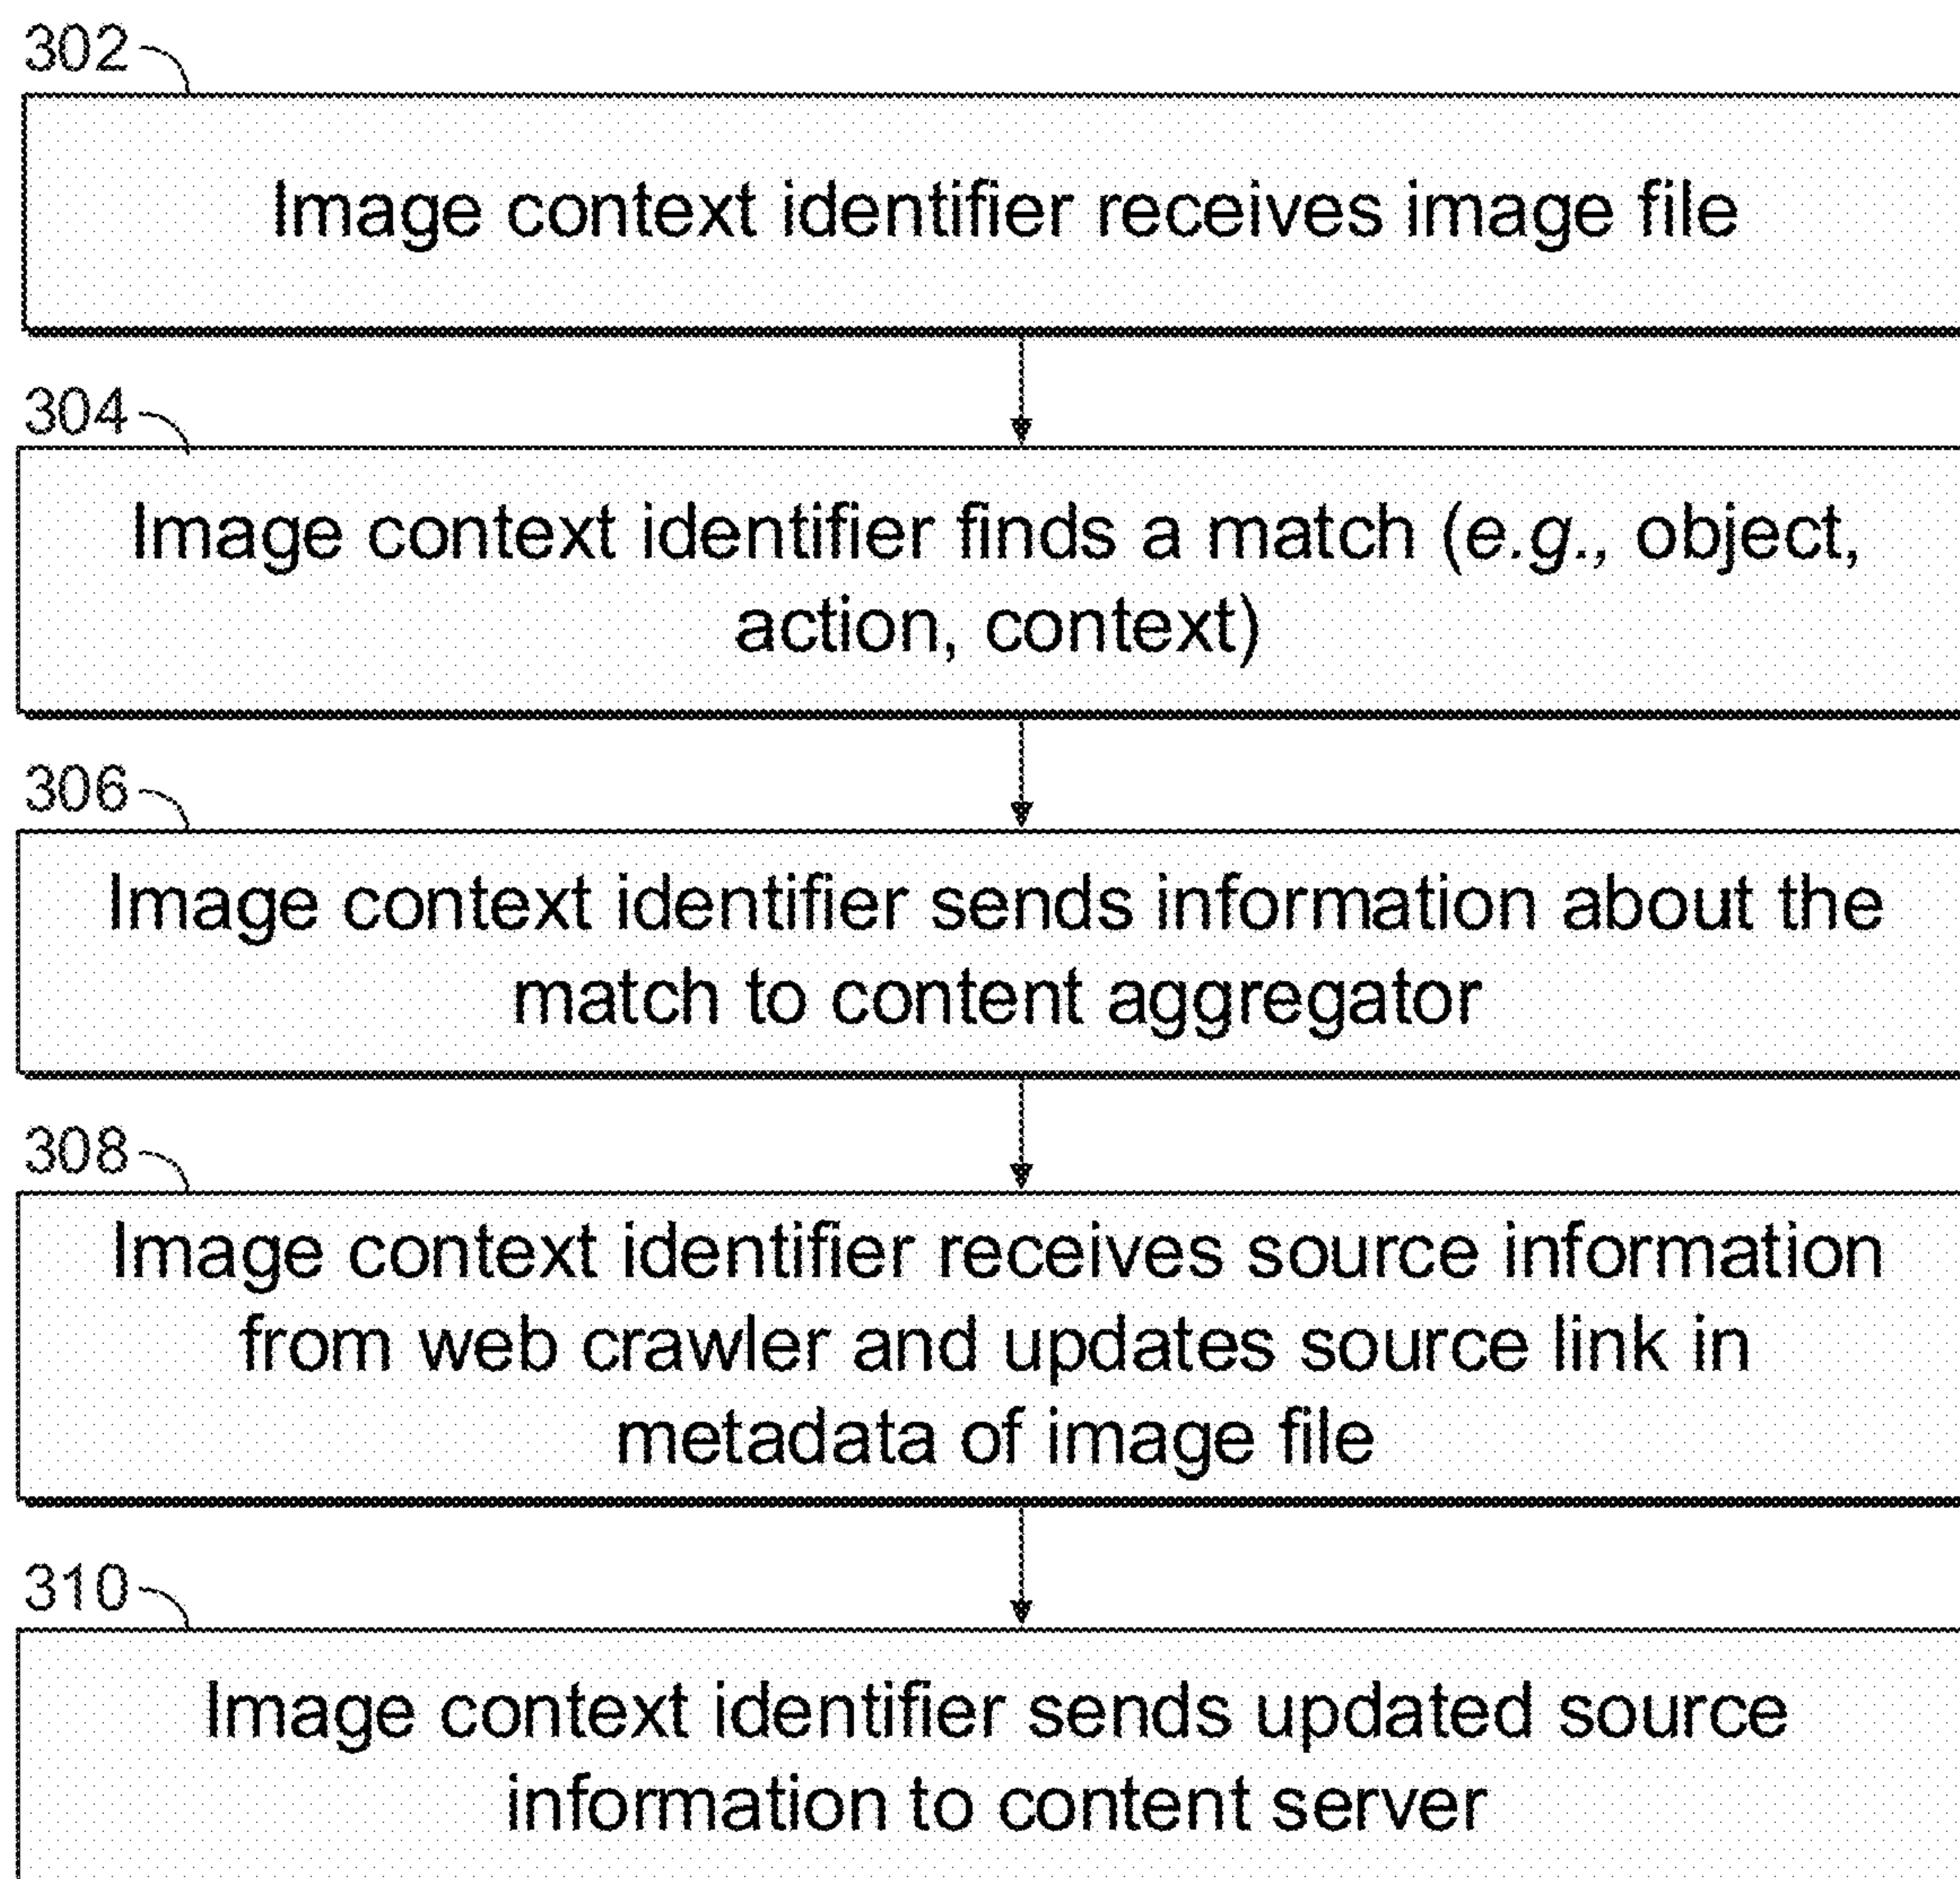 302
Image context identifier receives image file
304
Image context identifier finds a match (e.g., object,
action, context)
306
Image context identifier sends information about the
match to content aggregator
308
Image context identifier receives source information
from web crawler and updates source link in
metadata of image file
310
Image context identifier sends updated source
information to content server